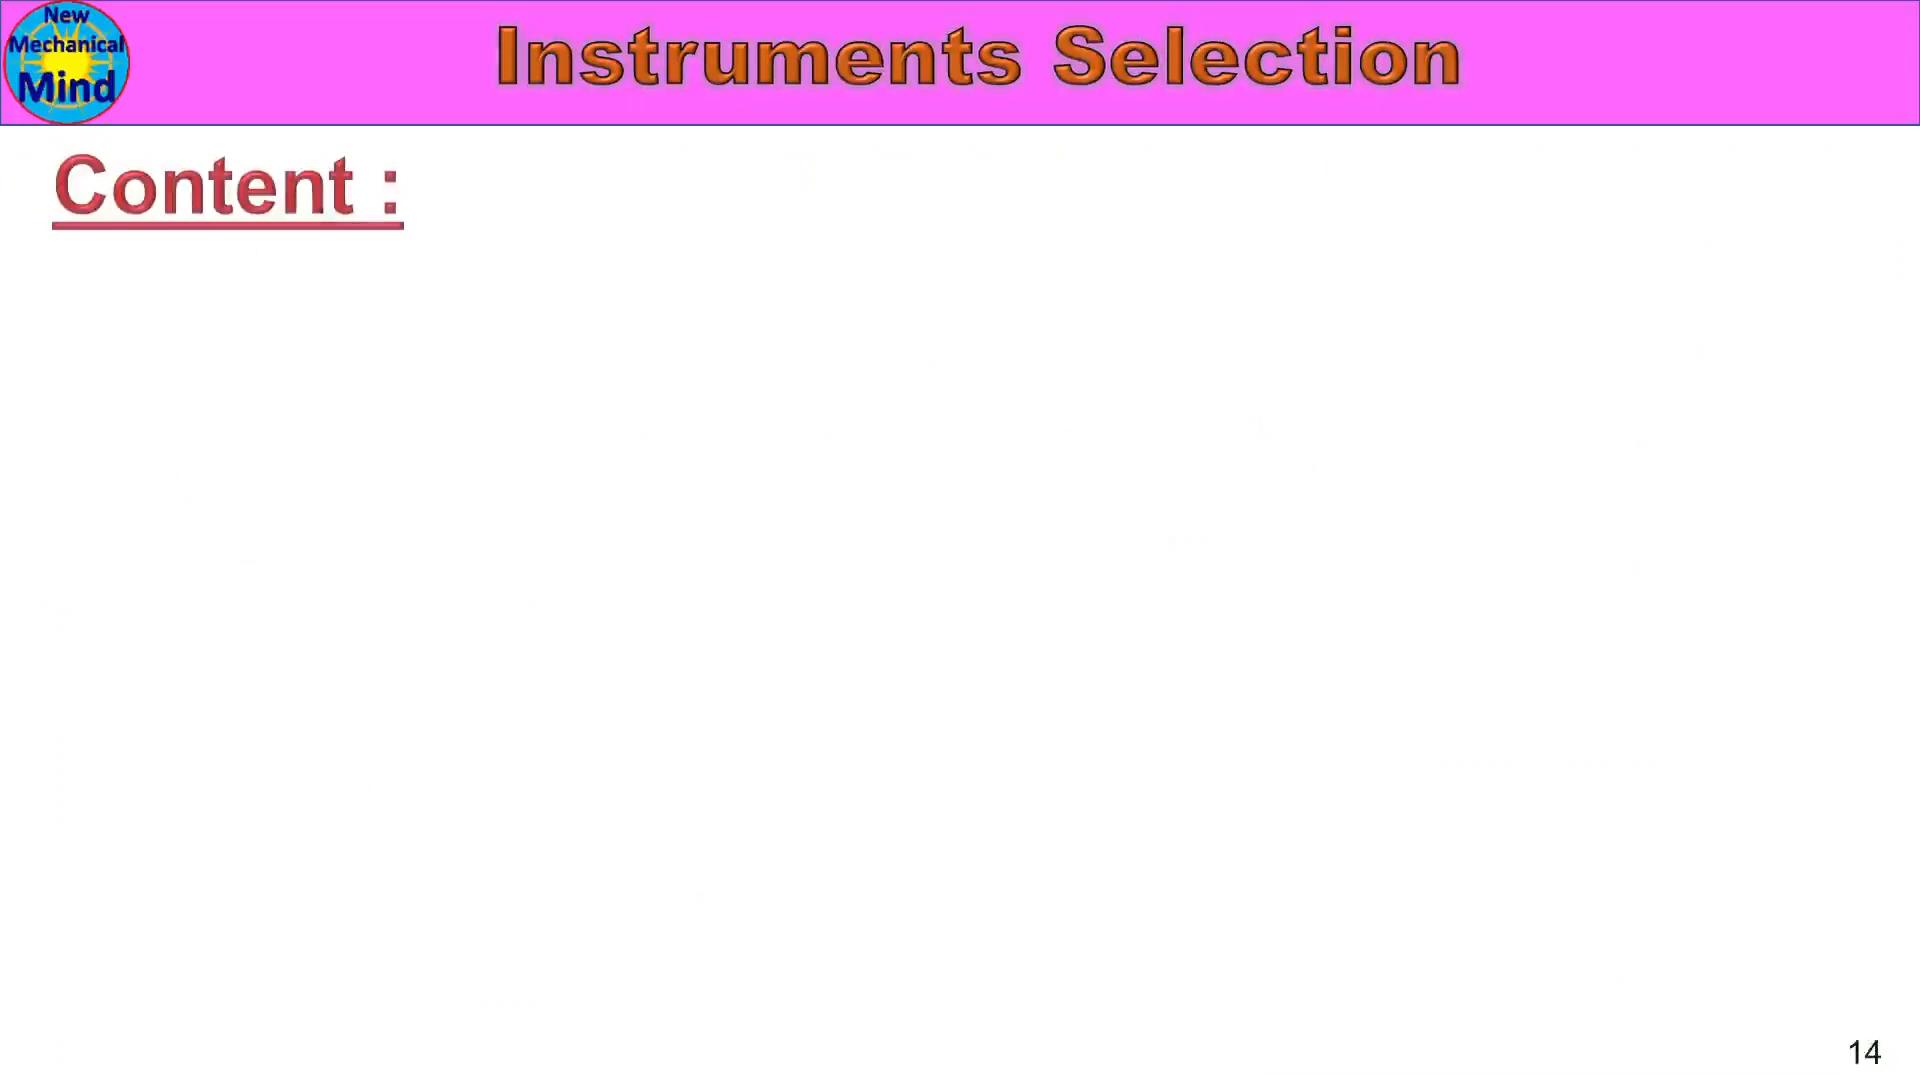 New
Mechanical
Mind
Instruments Selection
Content :
14